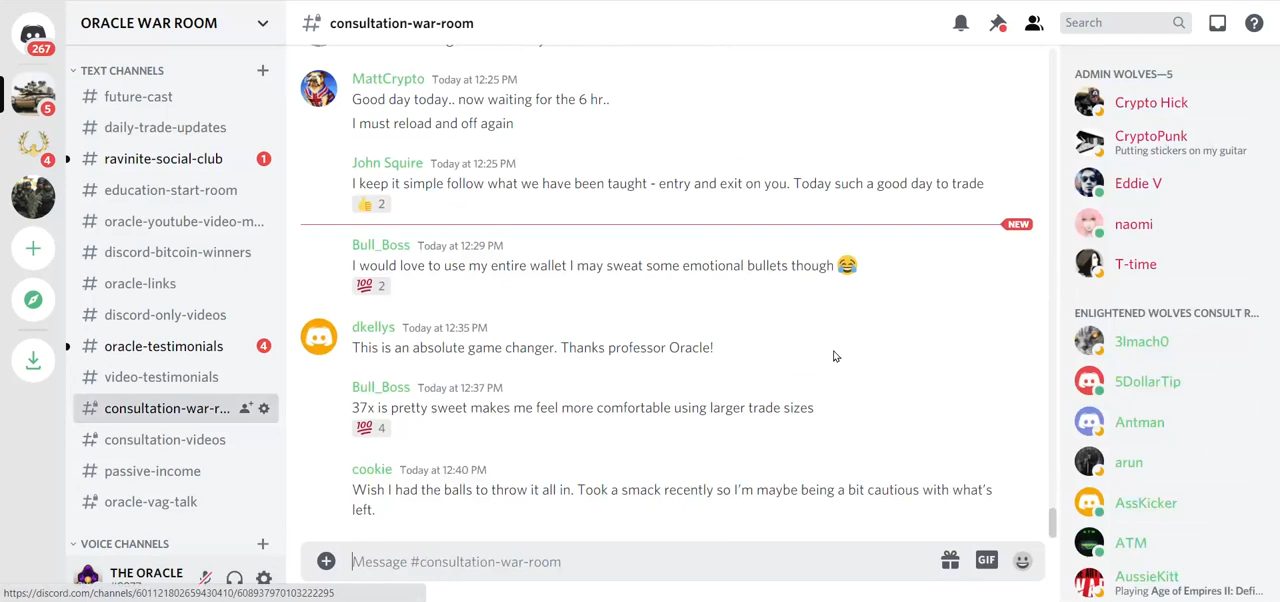 267
5
4
ORACLE WAR ROOM
TEXT CHANNELS
# future-cast
# daily-trade-updates
# ravinite-social-club 1
# education-start-room
# oracle-youtube-video-m...
# discord-bitcoin-winners
# oracle-links
# discord-only-videos
# oracle-testimonials 4
# video-testimonials
# consultation-war-r...
# consultation-videos
# passive-income
# oracle-vag-talk
VOICE CHANNELS
THE ORACLE
https://discord.com/channels/601121802659430410/608937970103222295
# consultation-war-room
Search
MattCrypto Today at 12:25 PM
Good day today.. now waiting for the 6 hr..
I must reload and off again
John Squire Today at 12:25 PM
I keep it simple follow what we have been taught - entry and exit on you. Today such a good day to trade
👍 2
NEW
Bull_Boss Today at 12:29 PM
I would love to use my entire wallet I may sweat some emotional bullets though 😂
💯 2
dkellys Today at 12:35 PM
This is an absolute game changer. Thanks professor Oracle!
Bull_Boss Today at 12:37 PM
37x is pretty sweet makes me feel more comfortable using larger trade sizes
💯 4
cookie Today at 12:40 PM
Wish I had the balls to throw it all in. Took a smack recently so I'm maybe being a bit cautious with what's
left.
Message #consultation-war-room
GIF
ADMIN WOLVES—5
Crypto Hick
CryptoPunk
Putting stickers on my guitar
Eddie V
naomi
T-time
ENLIGHTENED WOLVES CONSULT R...
3lmach0
5DollarTip
Antman
arun
AssKicker
ATM
AussieKitt
Playing Age of Empires II: Defi...